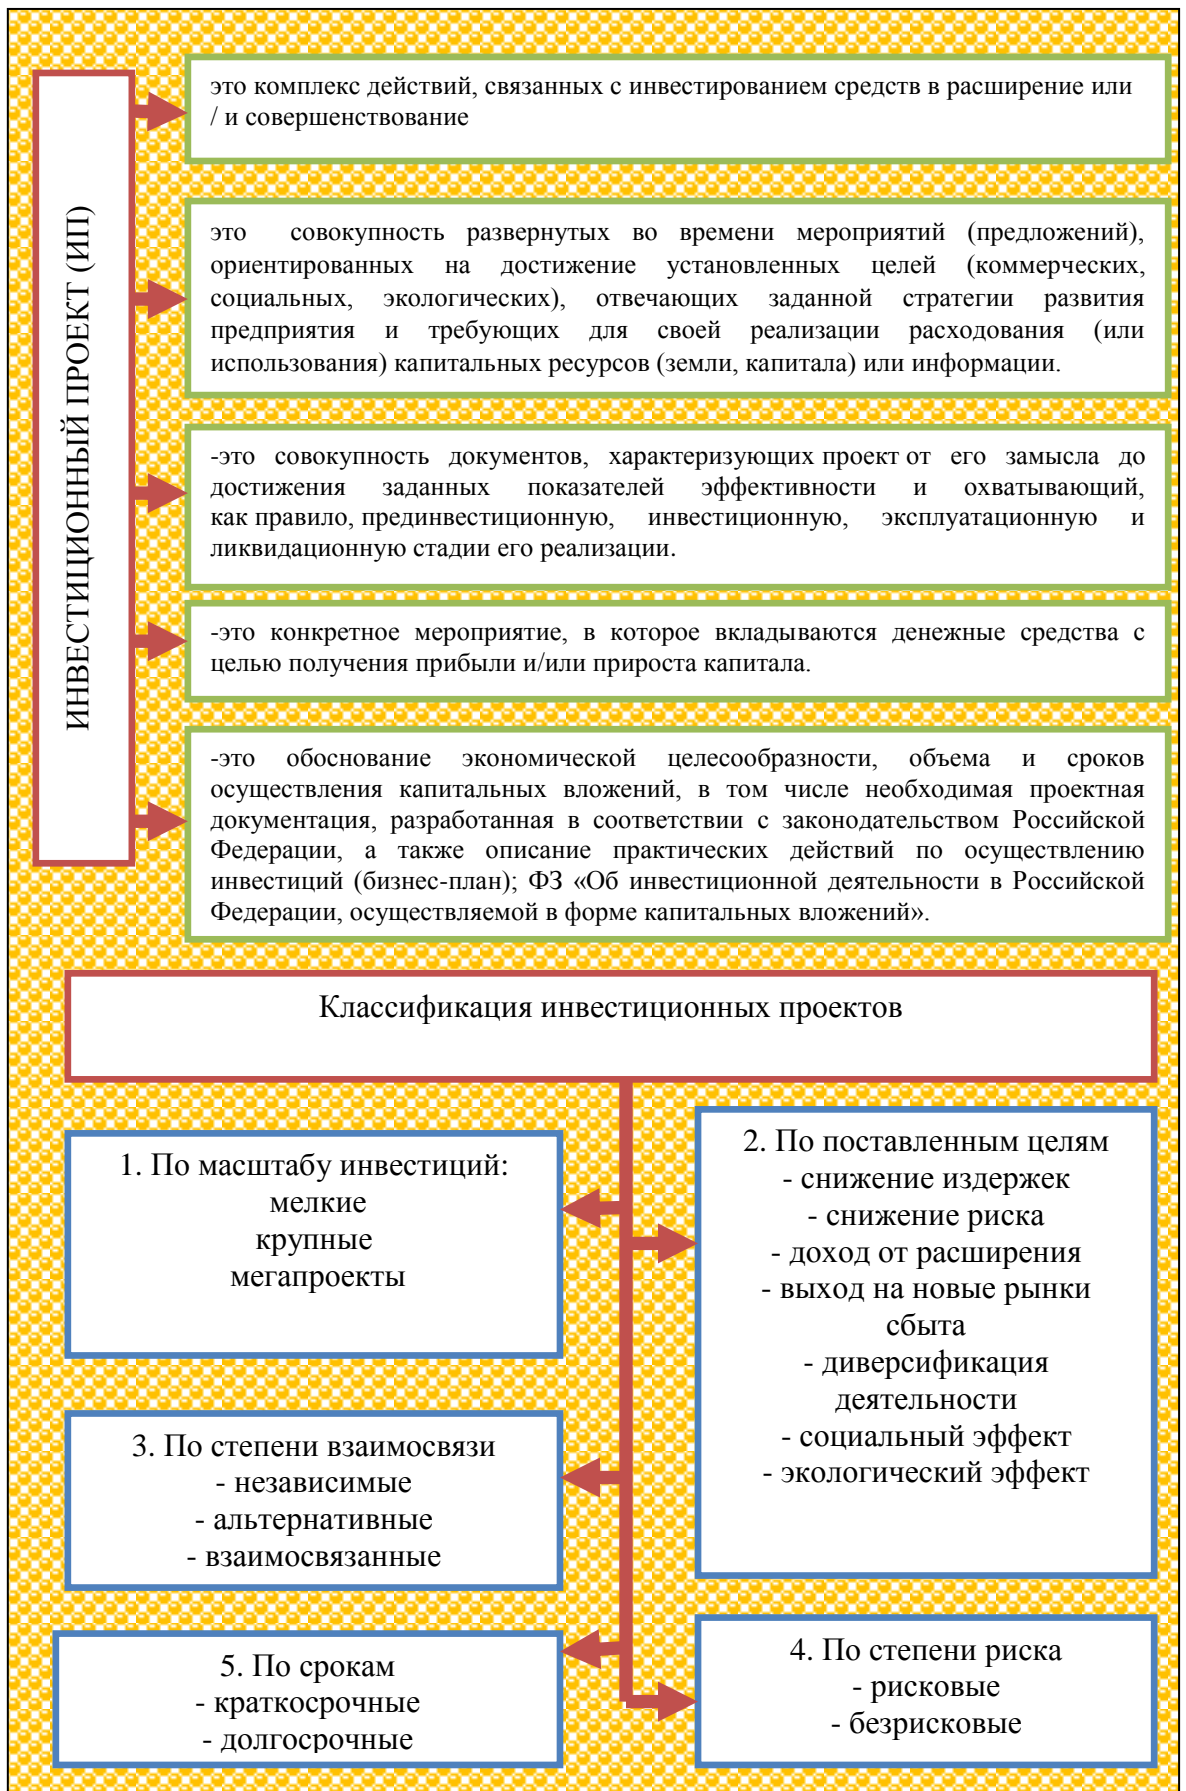 ИНВЕСТИЦИОННЫЙ ПРОЕКТ (ИП)
это комплекс действий, связанных с инвестированием средств в расширение или
/ и совершенствование
это совокупность развернутых во времени мероприятий (предложений),
ориентированных на достижение установленных целей (коммерческих,
социальных, экологических), отвечающих заданной стратегии развития
предприятия и требующих для своей реализации расходования (или
использования) капитальных ресурсов (земли, капитала) или информации.
-это совокупность документов, характеризующих проект от его замысла до
достижения заданных показателей эффективности и охватывающий,
как правило, прединвестиционную, инвестиционную, эксплуатационную и
ликвидационную стадии его реализации.
-это конкретное мероприятие, в которое вкладываются денежные средства с
целью получения прибыли и/или прироста капитала.
-это обоснование экономической целесообразности, объема и сроков
осуществления капитальных вложений, в том числе необходимая проектная
документация, разработанная в соответствии с законодательством Российской
Федерации, а также описание практических действий по осуществлению
инвестиций (бизнес-план); ФЗ «Об инвестиционной деятельности в Российской
Федерации, осуществляемой в форме капитальных вложений».
Классификация инвестиционных проектов
1. По масштабу инвестиций:
мелкие
крупные
мегапроекты
2. По поставленным целям
- снижение издержек
- снижение риска
- доход от расширения
- выход на новые рынки
сбыта
- диверсификация
деятельности
- социальный эффект
- экологический эффект
3. По степени взаимосвязи
- независимые
- альтернативные
- взаимосвязанные
4. По степени риска
- рисковые
- безрисковые
5. По срокам
- краткосрочные
- долгосрочные